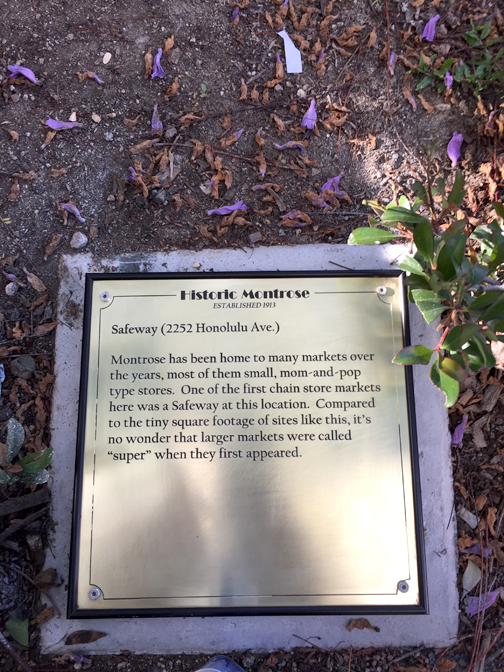 Historic Montrose
ESTABLISHED 1913
Safeway (2252 Honolulu Ave.)
Montrose has been home to many markets over
the years, most of them small, mom-and-pop
type stores. One of the first chain store markets
here was a Safeway at this location. Compared
to the tiny square footage of sites like this, it's
no wonder that larger markets were called
"super" when they first appeared.